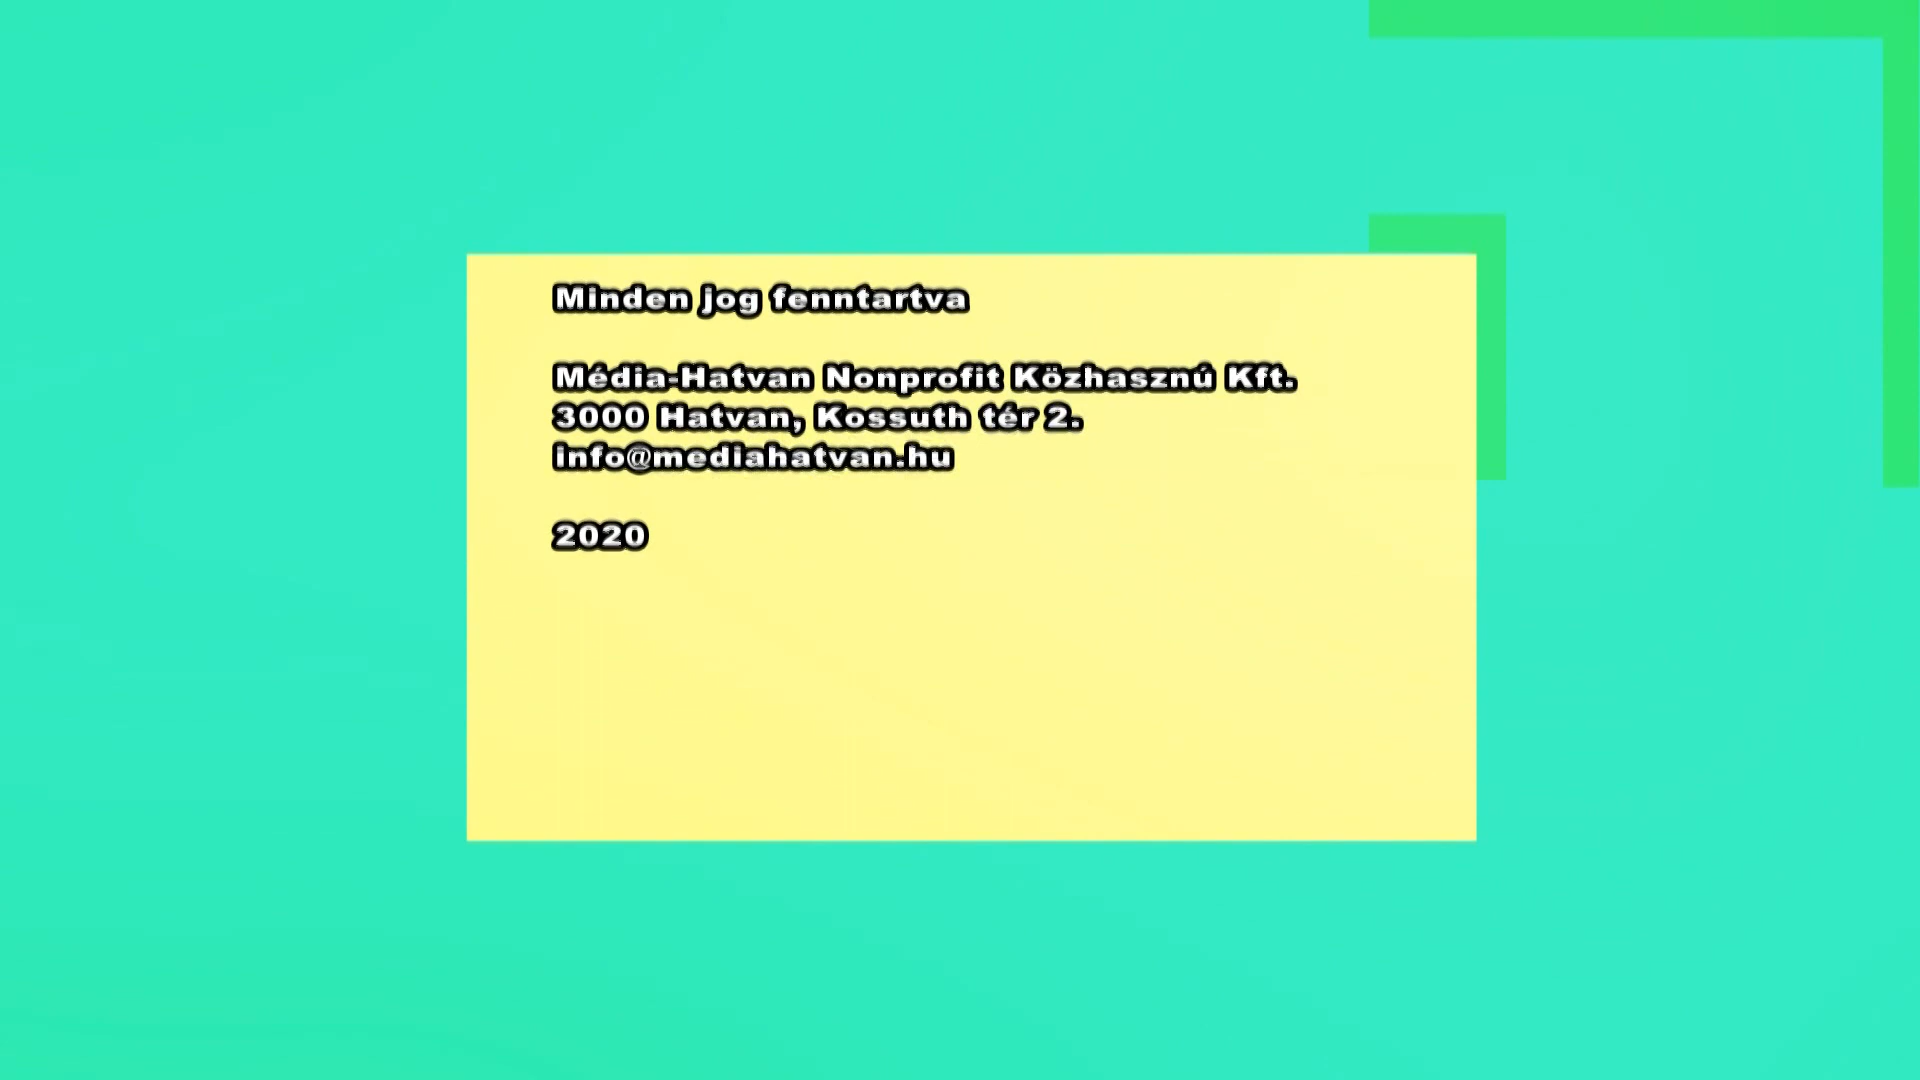 Minden jog fenntartva
Média-Hatvan Nonprofit Közhasznú Kft.
3000 Hatvan, Kossuth tér 2.
info@mediahatvan.hu
2020